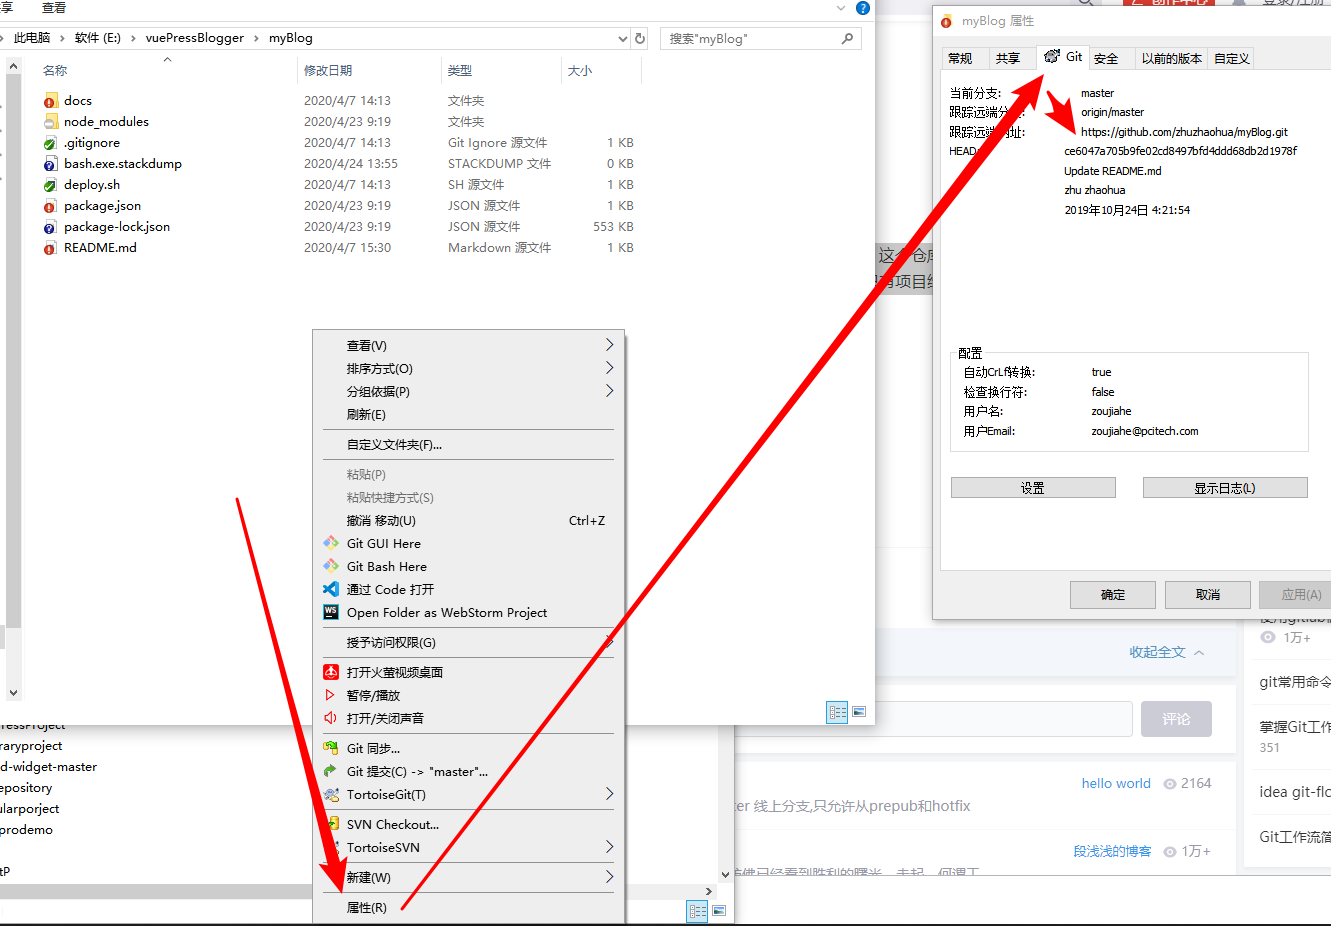 享 查看
此电脑 › 软件 (E:) › vuePressBlogger › myBlog
搜索"myBlog"
名称 修改日期 类型 大小
docs 2020/4/7 14:13 文件夹
node_modules 2020/4/23 9:19 文件夹
.gitignore 2020/4/7 14:13 Git Ignore 源文件 1 KB
bash.exe.stackdump 2020/4/24 13:55 STACKDUMP 文件 0 KB
deploy.sh 2020/4/7 14:13 SH 源文件 1 KB
package.json 2020/4/23 9:19 JSON 源文件 1 KB
package-lock.json 2020/4/23 9:19 JSON 源文件 553 KB
README.md 2020/4/7 15:30 Markdown 源文件 1 KB
查看(V)
排序方式(O)
分组依据(P)
刷新(E)
自定义文件夹(F)...
粘贴(P)
粘贴快捷方式(S)
撤消 移动(U) Ctrl+Z
Git GUI Here
Git Bash Here
通过 Code 打开
Open Folder as WebStorm Project
授予访问权限(G)
打开火萤视频桌面
暂停/播放
打开/关闭声音
Git 同步...
Git 提交(C) -> "master"...
TortoiseGit(T)
SVN Checkout...
TortoiseSVN
新建(W)
属性(R)
ressProject
raryproject
d-widget-master
epository
ularporject
prodemo
tP
myBlog 属性
常规 共享 Git 安全 以前的版本 自定义
当前分支: master
跟踪远端分 origin/master
跟踪远端 址: https://github.com/zhuzhaohua/myBlog.git
HEAD: ce6047a705b9fe02cd8497bfd4ddd68db2d1978f
Update README.md
zhu zhaohua
2019年10月24日 4:21:54
配置
自动CrLf转换: true
检查换行符: false
用户名: zoujiahe
用户Email: zoujiahe@pcitech.com
设置 显示日志(L)
确定 取消 应用(A)
这个仓库
有项目
收起全文
评论
hello world 2164
ter 线上分支,只允许从prepub和hotfix
段浅浅的博客 1万+
1万+
git常用命令
掌握Git工作
351
idea git-flo
Git工作流